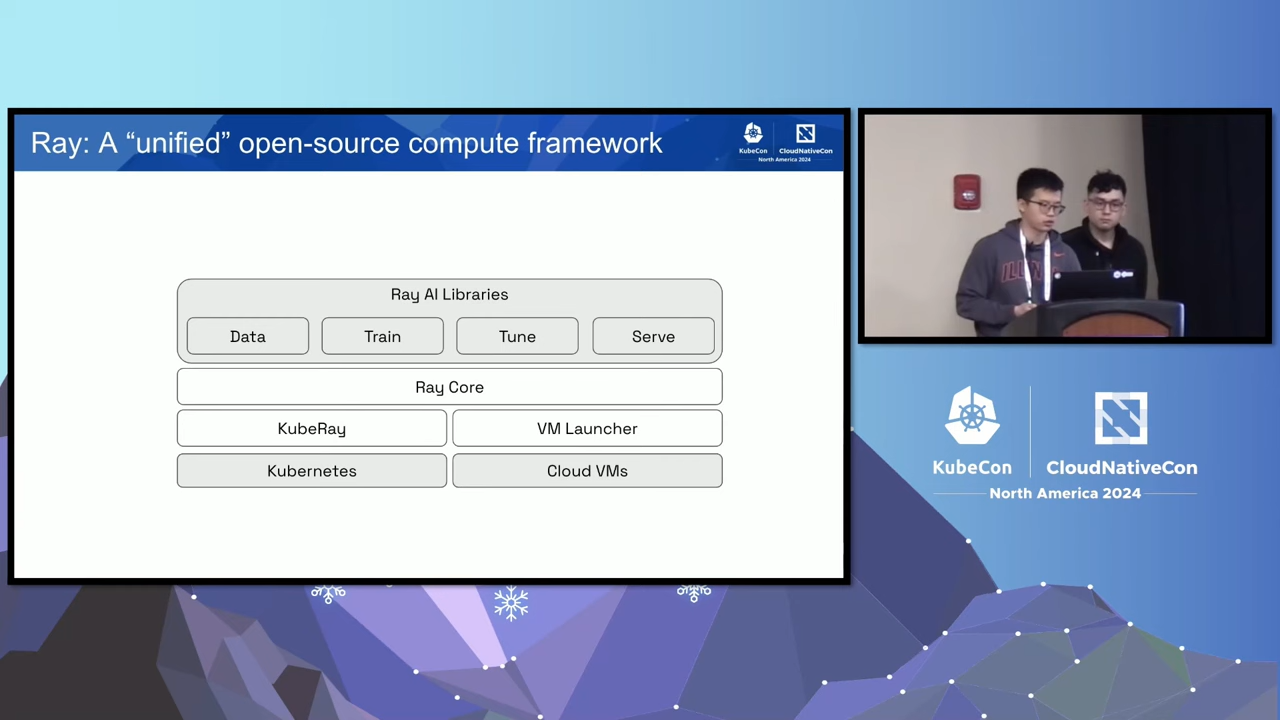 Ray: A “unified” open-source compute framework
KubeCon
CloudNativeCon
North America 2024
Ray AI Libraries
Data
Train
Tune
Serve
Ray Core
KubeRay
VM Launcher
Kubernetes
Cloud VMs
KubeCon
CloudNativeCon
North America 2024